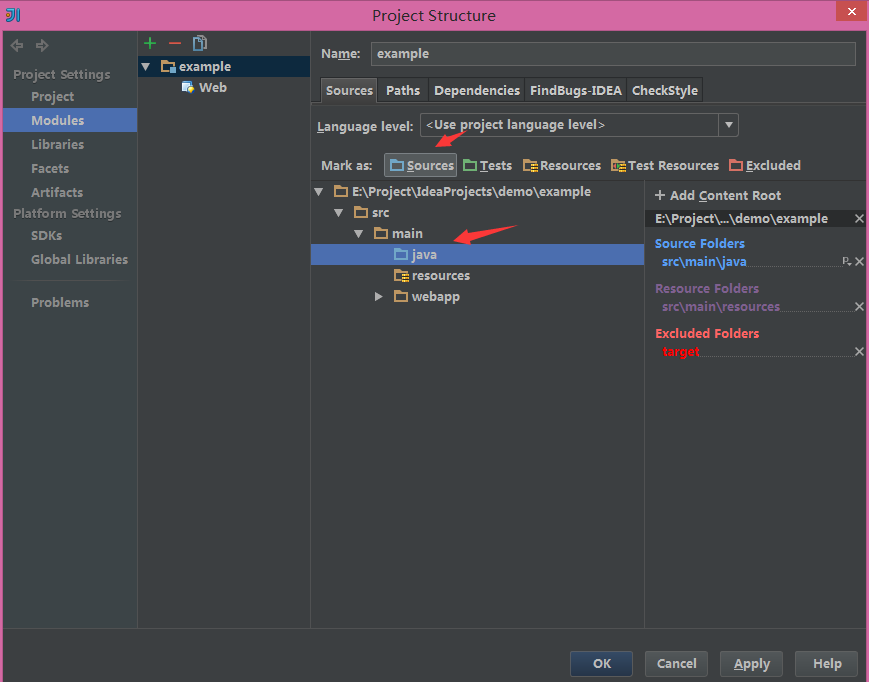 Project Structure
Project Settings
Project
Modules
Libraries
Facets
Artifacts
Platform Settings
SDKs
Global Libraries
Problems
example
Web
Name: example
Sources Paths Dependencies FindBugs-IDEA CheckStyle
Language level: <Use project language level>
Mark as: Sources Tests Resources Test Resources Excluded
E:\Project\IdeaProjects\demo\example
src
main
java
resources
webapp
+ Add Content Root
E:\Project\...\demo\example
Source Folders
src\main\java
Resource Folders
src\main\resources
Excluded Folders
target
OK Cancel Apply Help